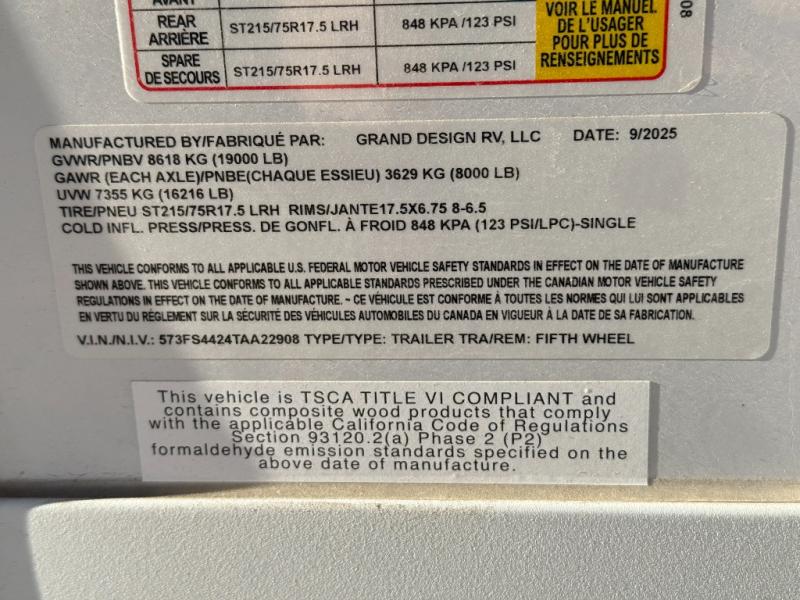 AVANT
REAR
ARRIÈRE
ST215/75R17.5 LRH
848 KPA /123 PSI
SPARE
DE SECOURS
ST215/75R17.5 LRH
848 KPA /123 PSI
VOIR LE MANUEL
DE L'USAGER
POUR PLUS DE
RENSEIGNEMENTS
08
MANUFACTURED BY/FABRIQUÉ PAR: GRAND DESIGN RV, LLC DATE: 9/2025
GVWR/PNBV 8618 KG (19000 LB)
GAWR (EACH AXLE)/PNBE(CHAQUE ESSIEU) 3629 KG (8000 LB)
UVW 7355 KG (16216 LB)
TIRE/PNEU ST215/75R17.5 LRH RIMS/JANTE17.5X6.75 8-6.5
COLD INFL. PRESS/PRESS. DE GONFL. À FROID 848 KPA (123 PSI/LPC)-SINGLE
THIS VEHICLE CONFORMS TO ALL APPLICABLE U.S. FEDERAL MOTOR VEHICLE SAFETY STANDARDS IN EFFECT ON THE DATE OF MANUFACTURE
SHOWN ABOVE. THIS VEHICLE CONFORMS TO ALL APPLICABLE STANDARDS PRESCRIBED UNDER THE CANADIAN MOTOR VEHICLE SAFETY
REGULATIONS IN EFFECT ON THE DATE OF MANUFACTURE. ~ CE VÉHICULE EST CONFORME À TOUTES LES NORMES QUI LUI SONT APPLICABLES
EN VERTU DU RÈGLEMENT SUR LA SÉCURITÉ DES VÉHICULES AUTOMOBILES DU CANADA EN VIGUEUR À LA DATE DE SA FABRICATION.
V.I.N./N.I.V.: 573FS4424TAA22908 TYPE/TYPE: TRAILER TRA/REM: FIFTH WHEEL
This vehicle is TSCA TITLE VI COMPLIANT and
contains composite wood products that comply
with the applicable California Code of Regulations
Section 93120.2(a) Phase 2 (P2)
formaldehyde emission standards specified on the
above date of manufacture.